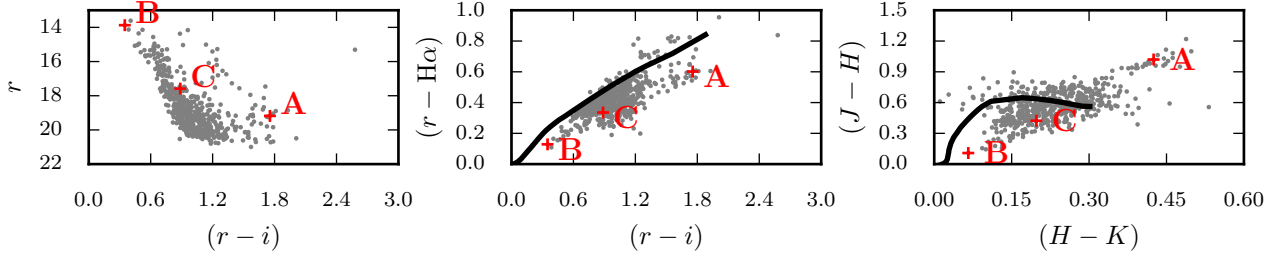 14
16
18
20
22
r
0.0 0.6 1.2 1.8 2.4 3.0
(r − i)
B
C
A
1.0
0.8
0.6
0.4
0.2
0.0
(r − Hα)
0.0 0.6 1.2 1.8 2.4 3.0
(r − i)
A
C
B
1.5
1.2
0.9
0.6
0.3
0.0
(J − H)
0.00 0.15 0.30 0.45 0.60
(H − K)
A
C
B